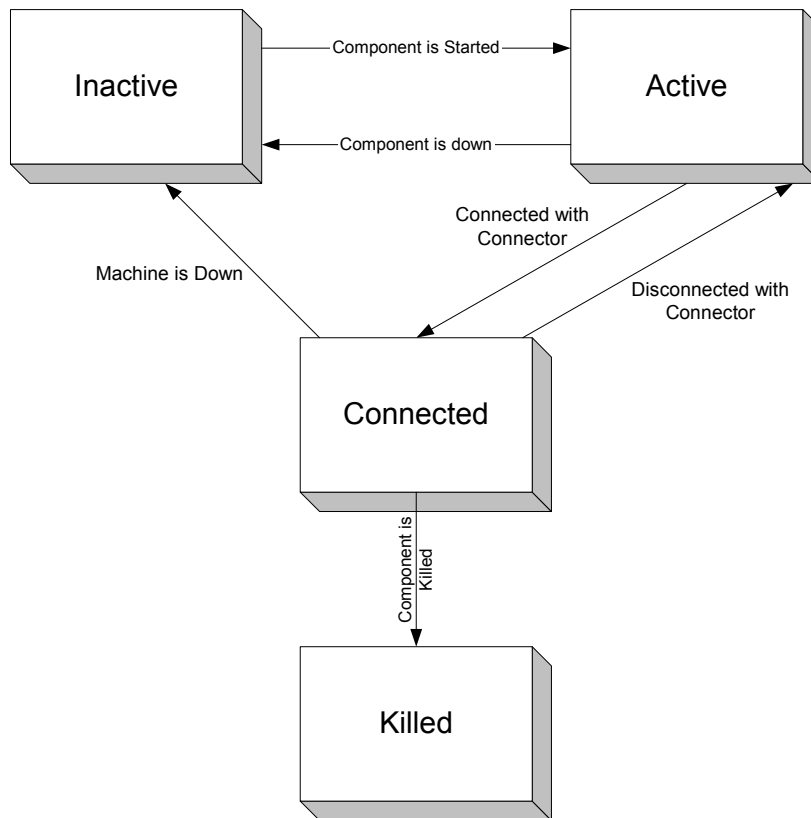 Inactive
Component is Started
Active
Component is down
Connected with
Connector
Machine is Down
Disconnected with
Connector
Connected
Component is
Killed
Killed